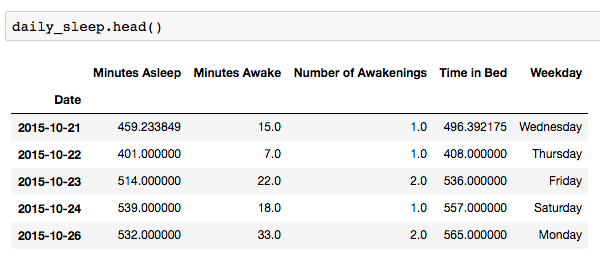 daily_sleep.head()
Minutes Asleep Minutes Awake Number of Awakenings Time in Bed Weekday
Date
2015-10-21 459.233849 15.0 1.0 496.392175 Wednesday
2015-10-22 401.000000 7.0 1.0 408.000000 Thursday
2015-10-23 514.000000 22.0 2.0 536.000000 Friday
2015-10-24 539.000000 18.0 1.0 557.000000 Saturday
2015-10-26 532.000000 33.0 2.0 565.000000 Monday